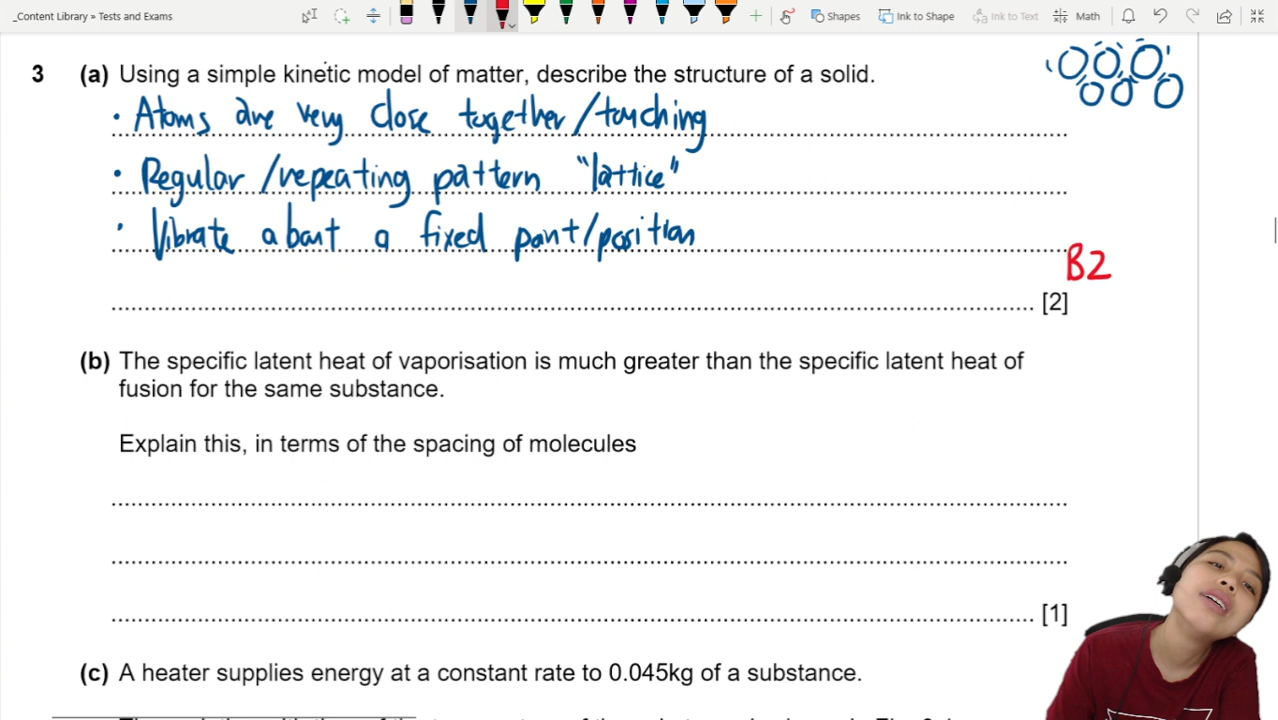 _Content Library » Tests and Exams
Shapes
Ink to Shape
Ink to Text
Math
3 (a) Using a simple kinetic model of matter, describe the structure of a solid.
• Atoms are very close together/touching
• Regular/repeating pattern "lattice"
• Vibrate about a fixed point/position
B2
[2]
(b) The specific latent heat of vaporisation is much greater than the specific latent heat of
fusion for the same substance.
Explain this, in terms of the spacing of molecules
[1]
(c) A heater supplies energy at a constant rate to 0.045kg of a substance.